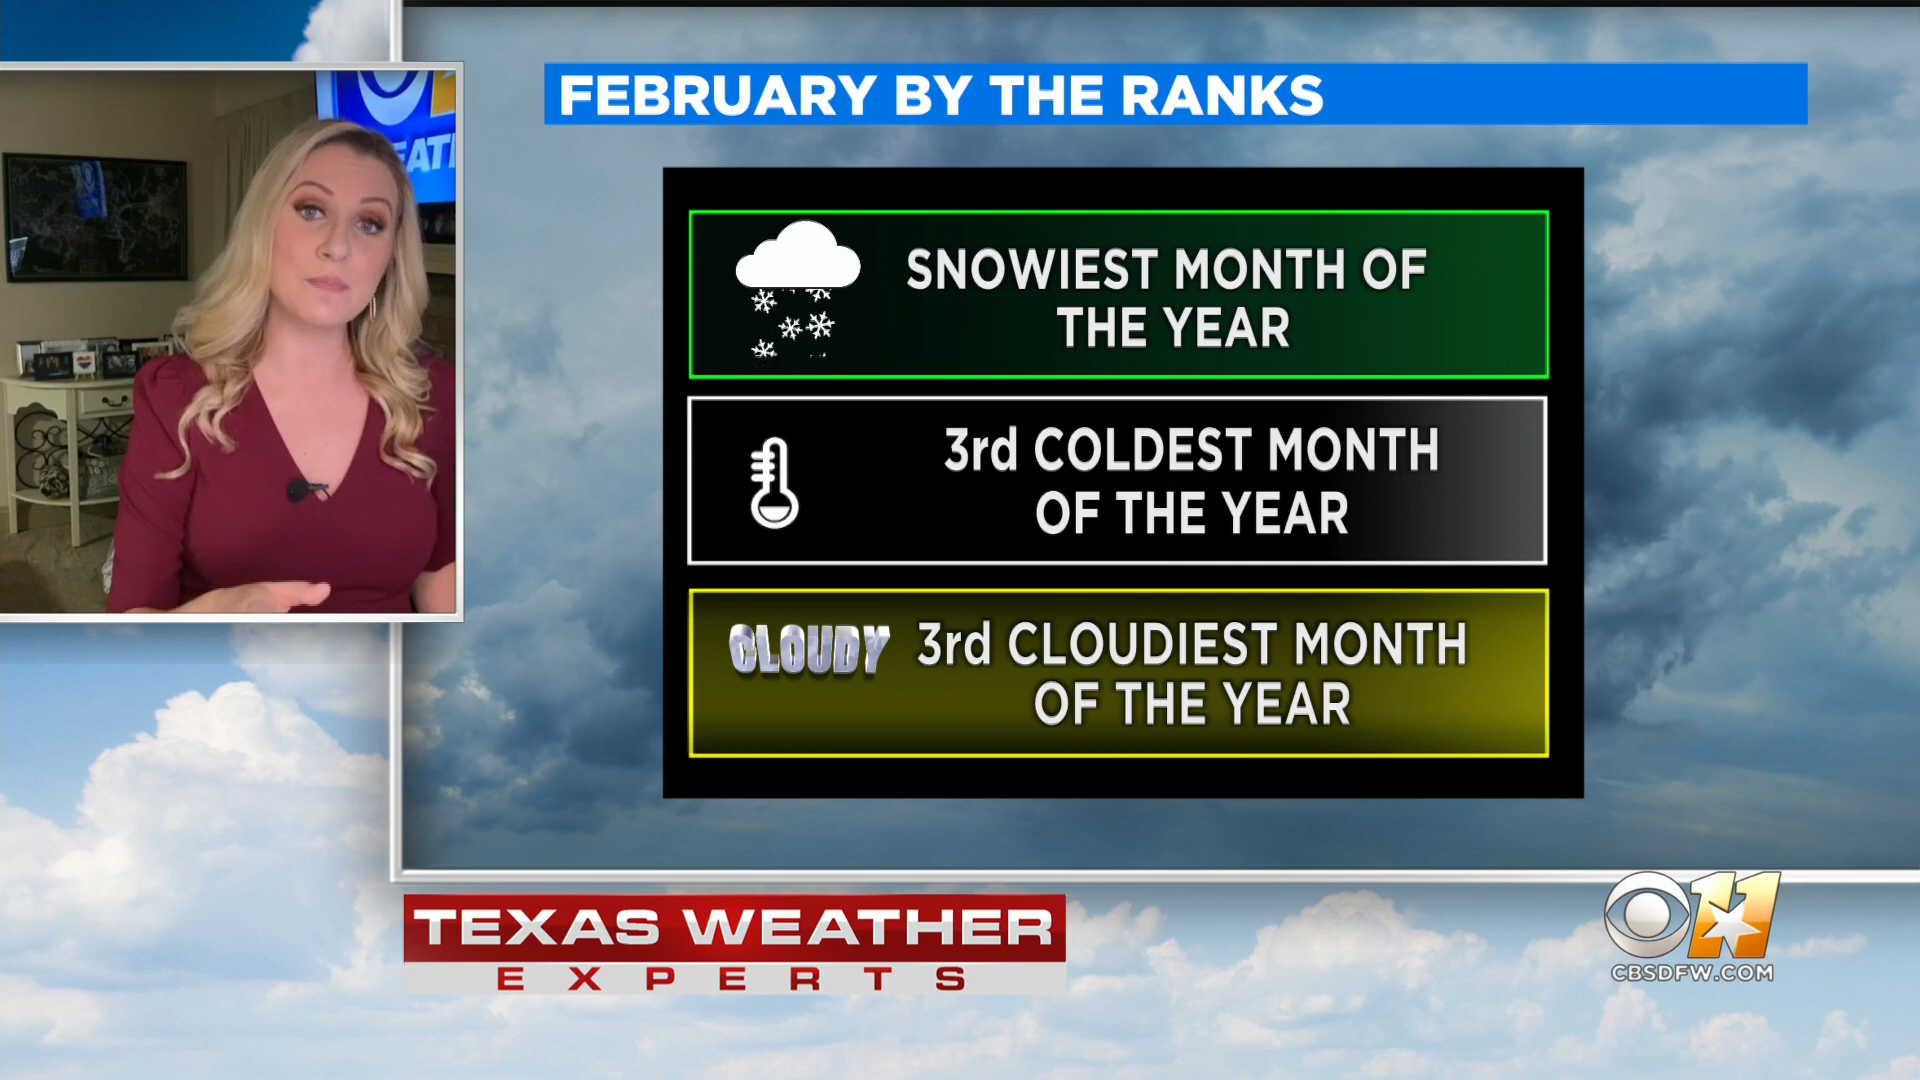 FEBRUARY BY THE RANKS
SNOWIEST MONTH OF
THE YEAR
3rd COLDEST MONTH
OF THE YEAR
CLOUDY
3rd CLOUDIEST MONTH
OF THE YEAR
TEXAS WEATHER
EXPERTS
11
CBSDFW.COM